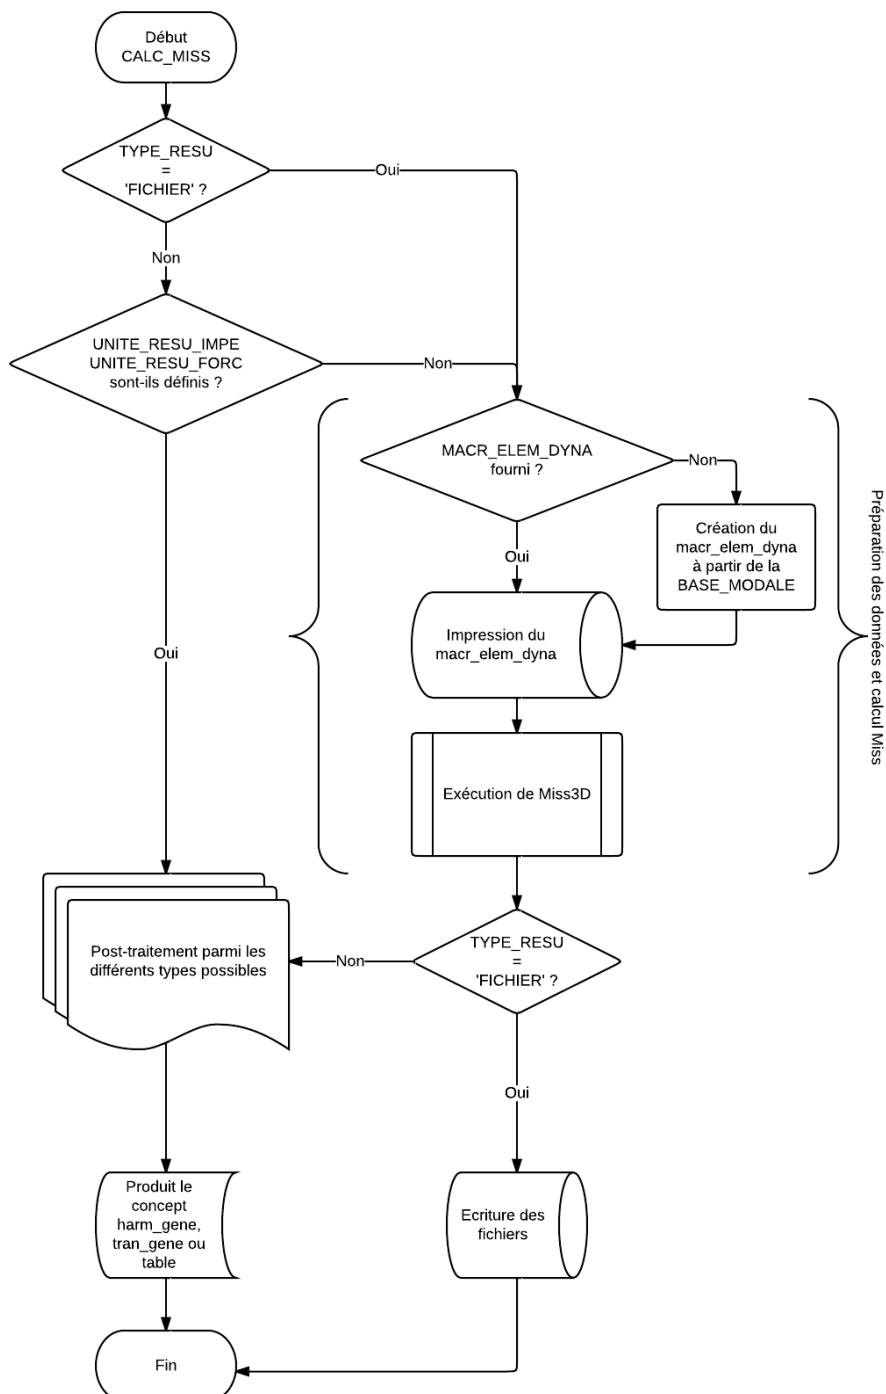 Début
CALC_MISS
TYPE_RESU
=
'FICHIER' ?
Oui
Non
UNITE_RESU_IMPE
UNITE_RESU_FORC
sont-ils définis ?
Non
MACR_ELEM_DYNA
fourni ?
Non
Création du
macr_elem_dyna
à partir de la
BASE_MODALE
Oui
Impression du
macr_elem_dyna
Préparation des données et calcul Miss
Oui
Exécution de Miss3D
TYPE_RESU
=
'FICHIER' ?
Non
Post-traitement parmi les
différents types possibles
Oui
Produit le
concept
harm_gene,
tran_gene ou
table
Ecriture des
fichiers
Fin